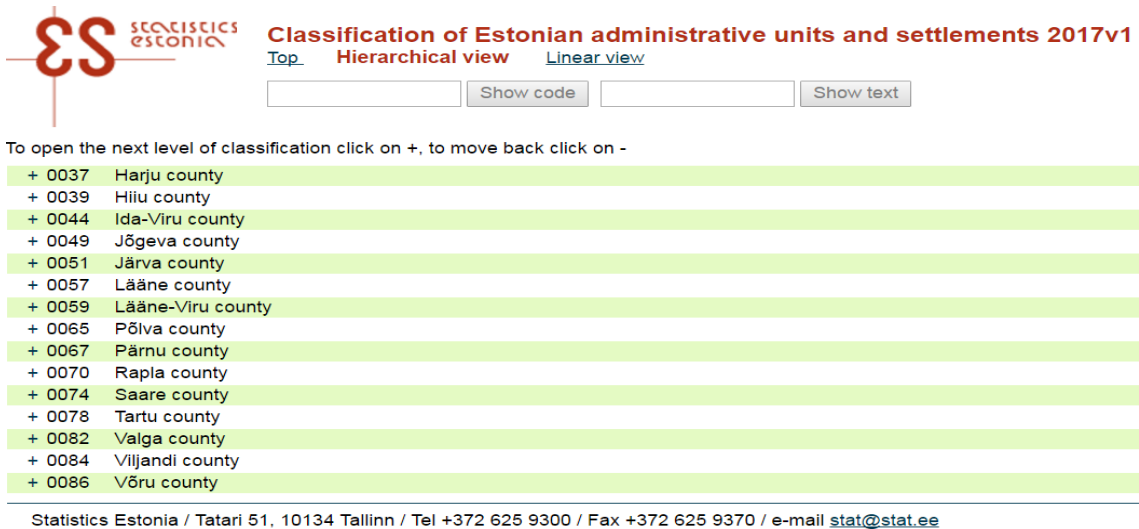 ES statistics estonia
Classification of Estonian administrative units and settlements 2017v1
Top Hierarchical view Linear view
Show code Show text
To open the next level of classification click on +, to move back click on -
+ 0037 Harju county
+ 0039 Hiiu county
+ 0044 Ida-Viru county
+ 0049 Jõgeva county
+ 0051 Järva county
+ 0057 Lääne county
+ 0059 Lääne-Viru county
+ 0065 Põlva county
+ 0067 Pärnu county
+ 0070 Rapla county
+ 0074 Saare county
+ 0078 Tartu county
+ 0082 Valga county
+ 0084 Viljandi county
+ 0086 Võru county
Statistics Estonia / Tatari 51, 10134 Tallinn / Tel +372 625 9300 / Fax +372 625 9370 / e-mail stat@stat.ee